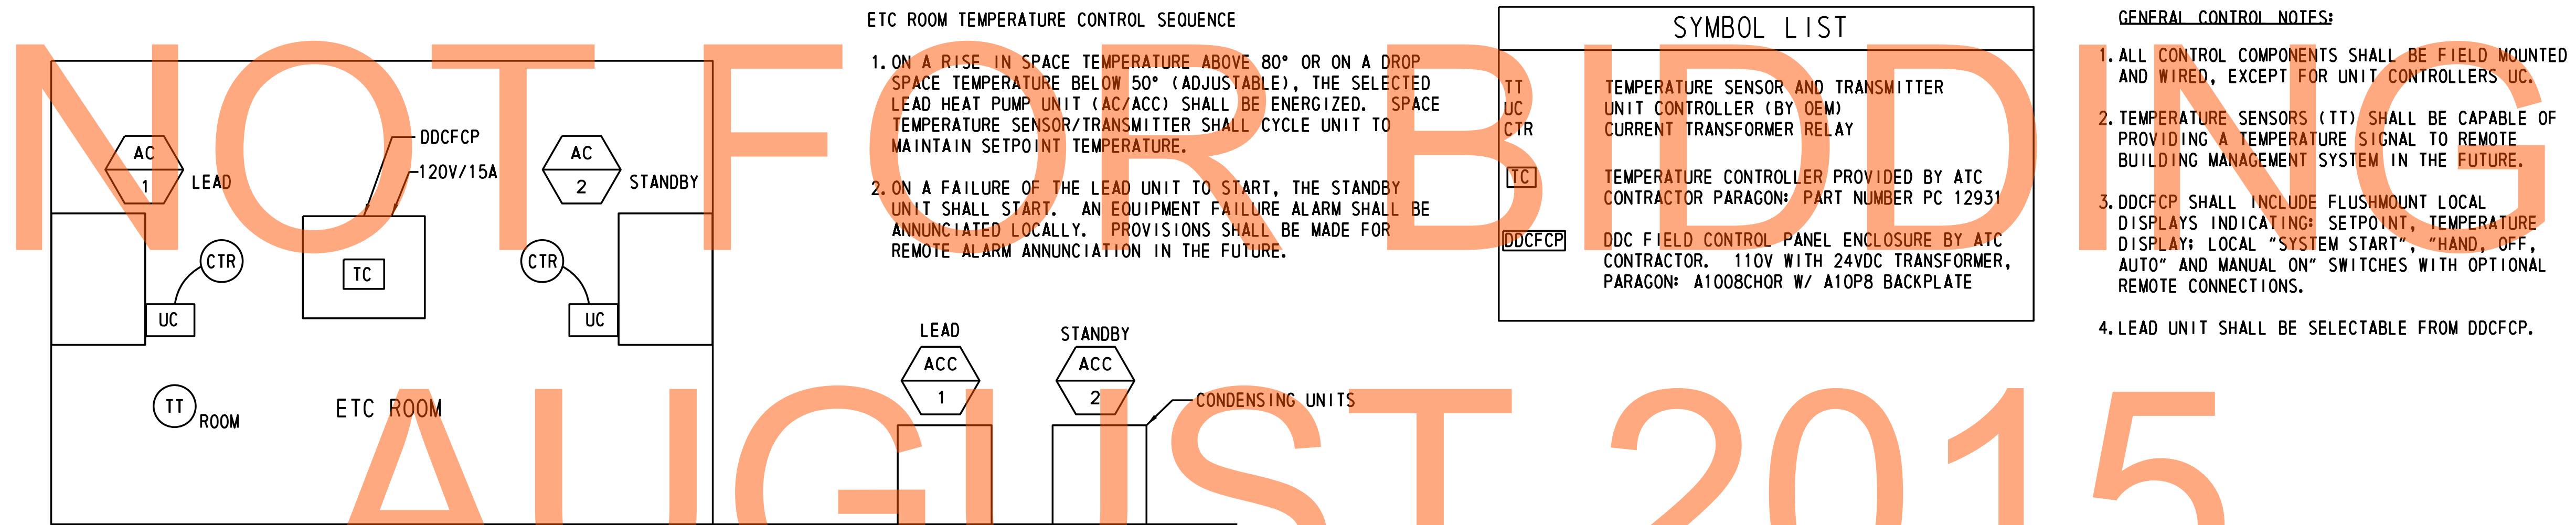 NOT FOR BIDDING
AUGUST 2015
AC
1
LEAD
DDCFCP
120V/15A
AC
2
STANDBY
CTR
TC
CTR
UC
UC
TT
ROOM
ETC ROOM
LEAD
ACC
1
STANDBY
ACC
2
CONDENSING UNITS
ETC ROOM TEMPERATURE CONTROL SEQUENCE
1. ON A RISE IN SPACE TEMPERATURE ABOVE 80° OR ON A DROP
SPACE TEMPERATURE BELOW 50° (ADJUSTABLE), THE SELECTED
LEAD HEAT PUMP UNIT (AC/ACC) SHALL BE ENERGIZED. SPACE
TEMPERATURE SENSOR/TRANSMITTER SHALL CYCLE UNIT TO
MAINTAIN SETPOINT TEMPERATURE.
2. ON A FAILURE OF THE LEAD UNIT TO START, THE STANDBY
UNIT SHALL START. AN EQUIPMENT FAILURE ALARM SHALL BE
ANNUNCIATED LOCALLY. PROVISIONS SHALL BE MADE FOR
REMOTE ALARM ANNUNCIATION IN THE FUTURE.
SYMBOL LIST
TT TEMPERATURE SENSOR AND TRANSMITTER
UC UNIT CONTROLLER (BY OEM)
CTR CURRENT TRANSFORMER RELAY
TC TEMPERATURE CONTROLLER PROVIDED BY ATC
CONTRACTOR PARAGON: PART NUMBER PC 12931
DDCFCP DDC FIELD CONTROL PANEL ENCLOSURE BY ATC
CONTRACTOR. 110V WITH 24VDC TRANSFORMER,
PARAGON: A1008CHQR W/ A10P8 BACKPLATE
GENERAL CONTROL NOTES:
1. ALL CONTROL COMPONENTS SHALL BE FIELD MOUNTED
AND WIRED, EXCEPT FOR UNIT CONTROLLERS UC.
2. TEMPERATURE SENSORS (TT) SHALL BE CAPABLE OF
PROVIDING A TEMPERATURE SIGNAL TO REMOTE
BUILDING MANAGEMENT SYSTEM IN THE FUTURE.
3. DDCFCP SHALL INCLUDE FLUSHMOUNT LOCAL
DISPLAYS INDICATING: SETPOINT, TEMPERATURE
DISPLAY; LOCAL "SYSTEM START", "HAND, OFF,
AUTO" AND MANUAL ON" SWITCHES WITH OPTIONAL
REMOTE CONNECTIONS.
4. LEAD UNIT SHALL BE SELECTABLE FROM DDCFCP.